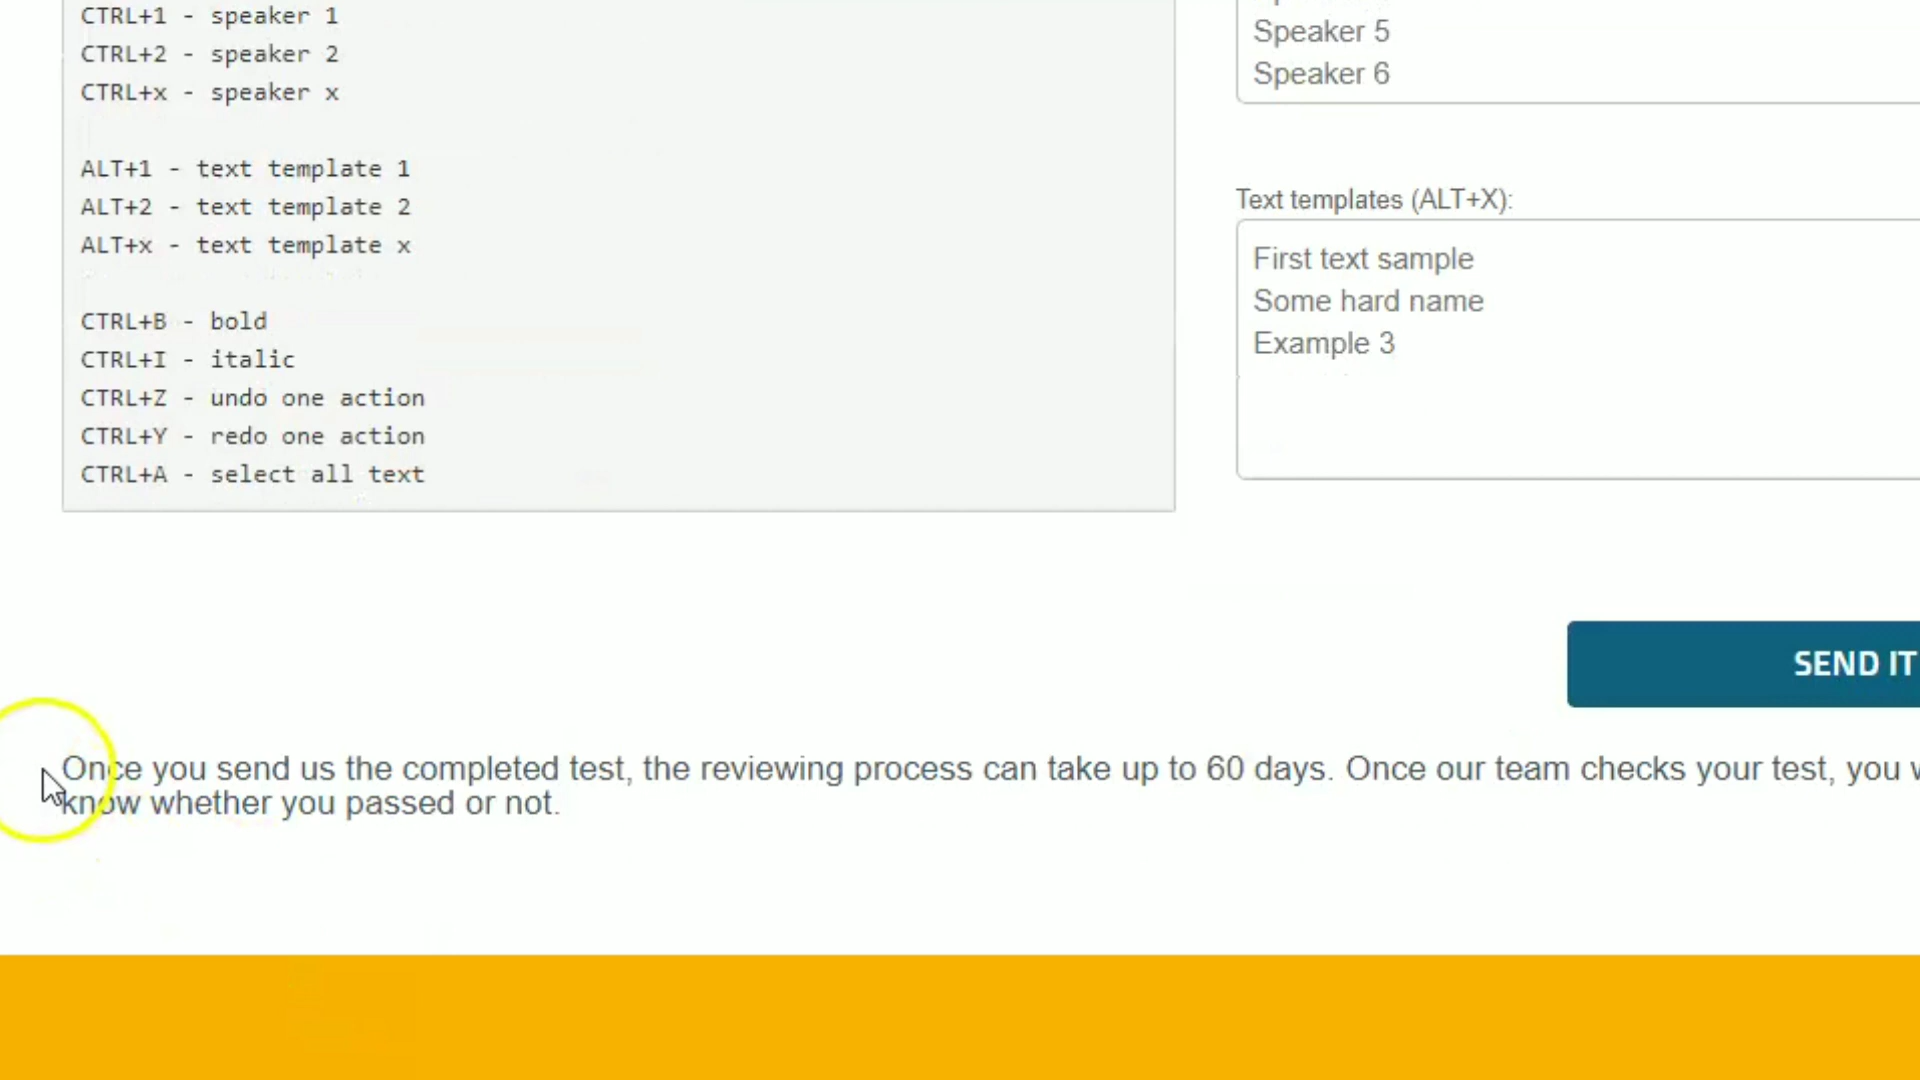 CTRL+1 - speaker 1
CTRL+2 - speaker 2
CTRL+x - speaker x
ALT+1 - text template 1
ALT+2 - text template 2
ALT+x - text template x
CTRL+B - bold
CTRL+I - italic
CTRL+Z - undo one action
CTRL+Y - redo one action
CTRL+A - select all text
Speaker 5
Speaker 6
Text templates (ALT+X):
First text sample
Some hard name
Example 3
SEND IT
Once you send us the completed test, the reviewing process can take up to 60 days. Once our team checks your test, you
know whether you passed or not.